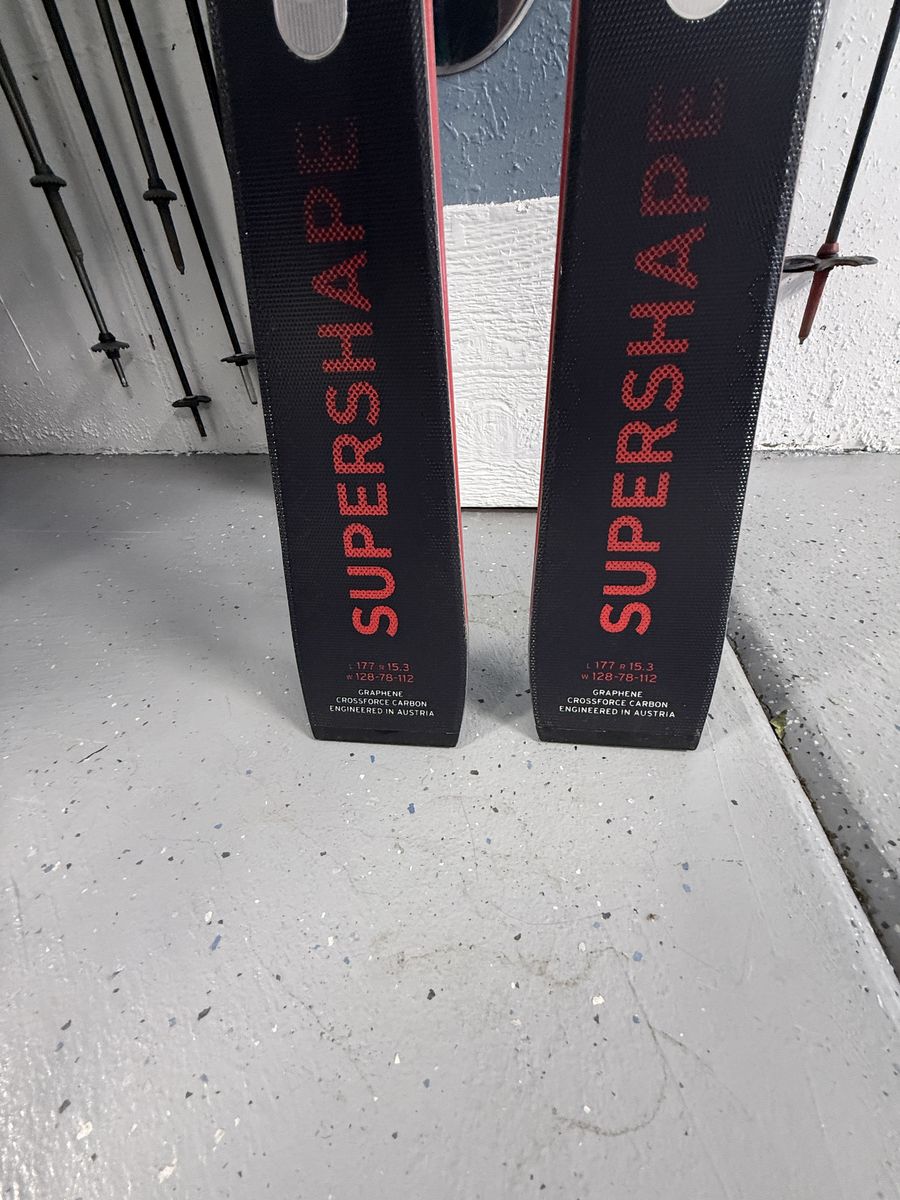 SUPERSHAPE
L 177 R 15.3
W 128-78-112
GRAPHENE
CROSSFORCE CARBON
ENGINEERED IN AUSTRIA
SUPERSHAPE
L 177 R 15.3
W 128-78-112
GRAPHENE
CROSSFORCE CARBON
ENGINEERED IN AUSTRIA